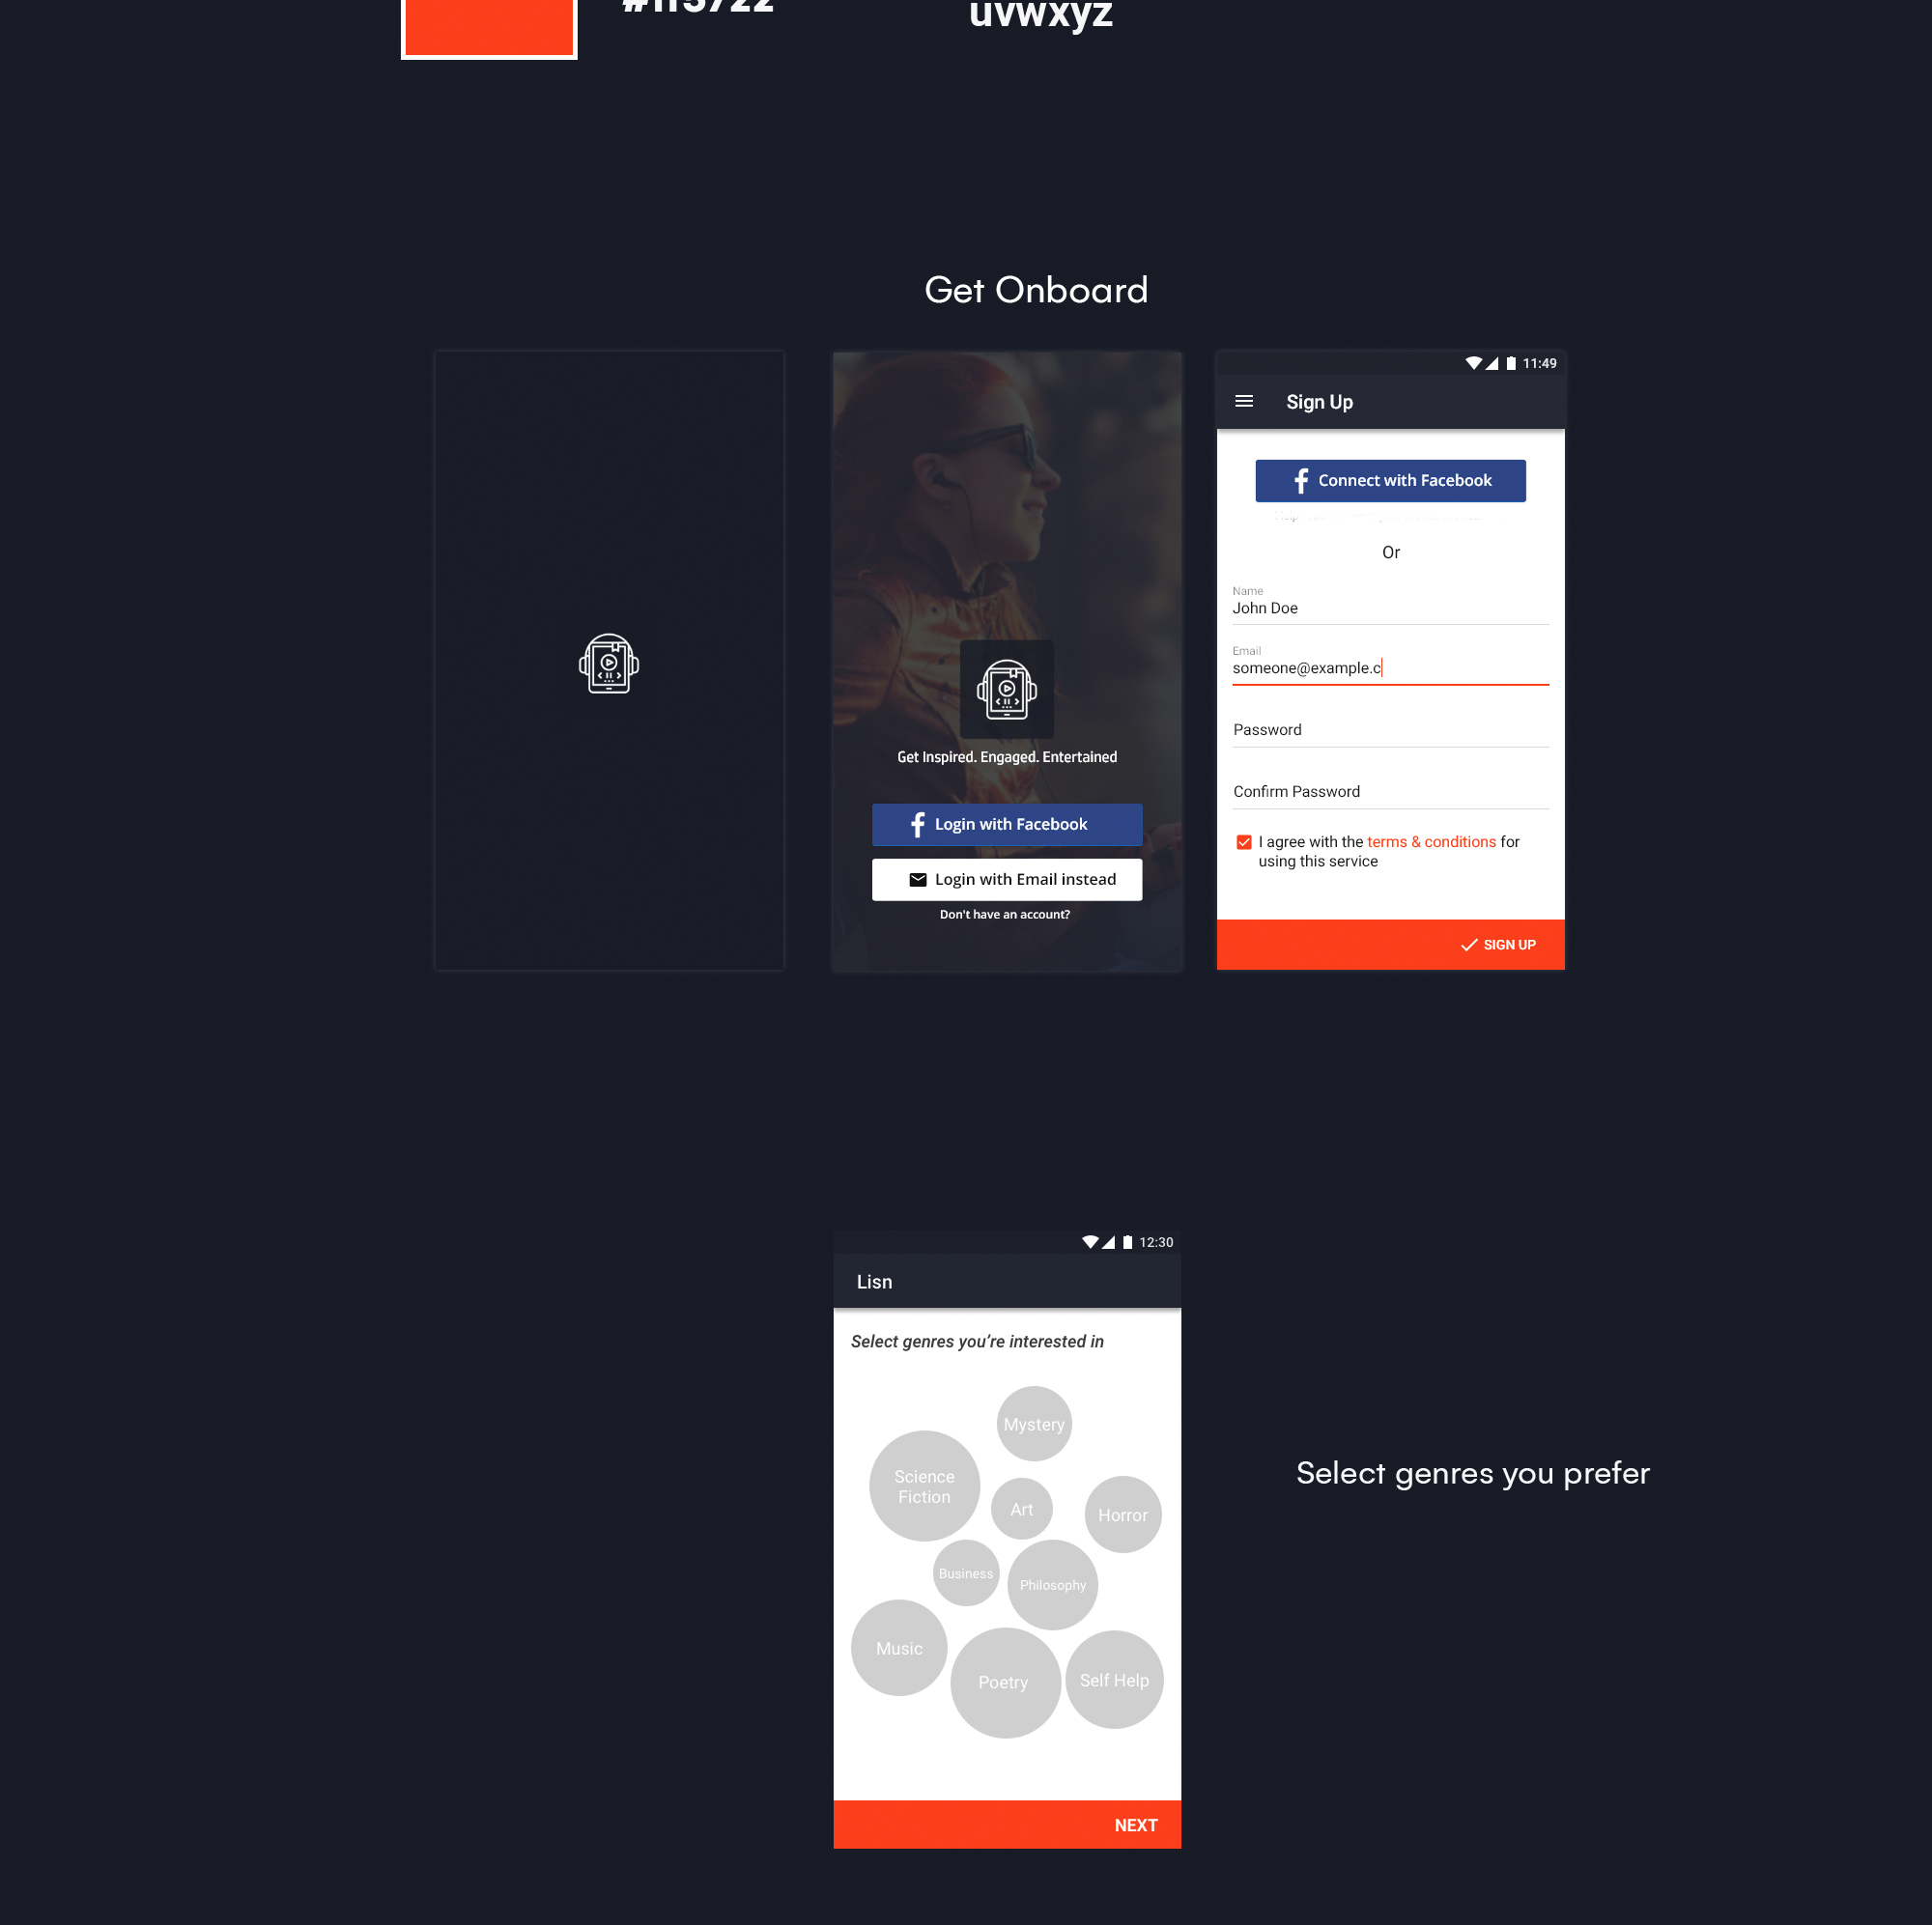 uvwxyz
Get Onboard
Get Inspired. Engaged. Entertained
Login with Facebook
Login with Email instead
Don't have an account?
11:49
Sign Up
Connect with Facebook
Or
Name
John Doe
Email
someone@example.c
Password
Confirm Password
I agree with the terms & conditions for
using this service
SIGN UP
12:30
Lisn
Select genres you're interested in
Mystery
Science
Fiction
Art
Horror
Business
Philosophy
Music
Poetry
Self Help
NEXT
Select genres you prefer